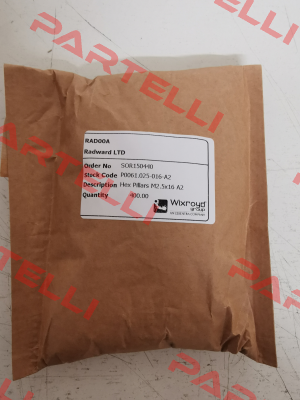 PARTELLI
RAD00A
Radward LTD
Order No SOR150440
Stock Code P0061.025-016-A2
Description Hex Pillars M2.5x16 A2
Quantity 400.00
Wixroyd
group
PARTELLI
PARTELLI